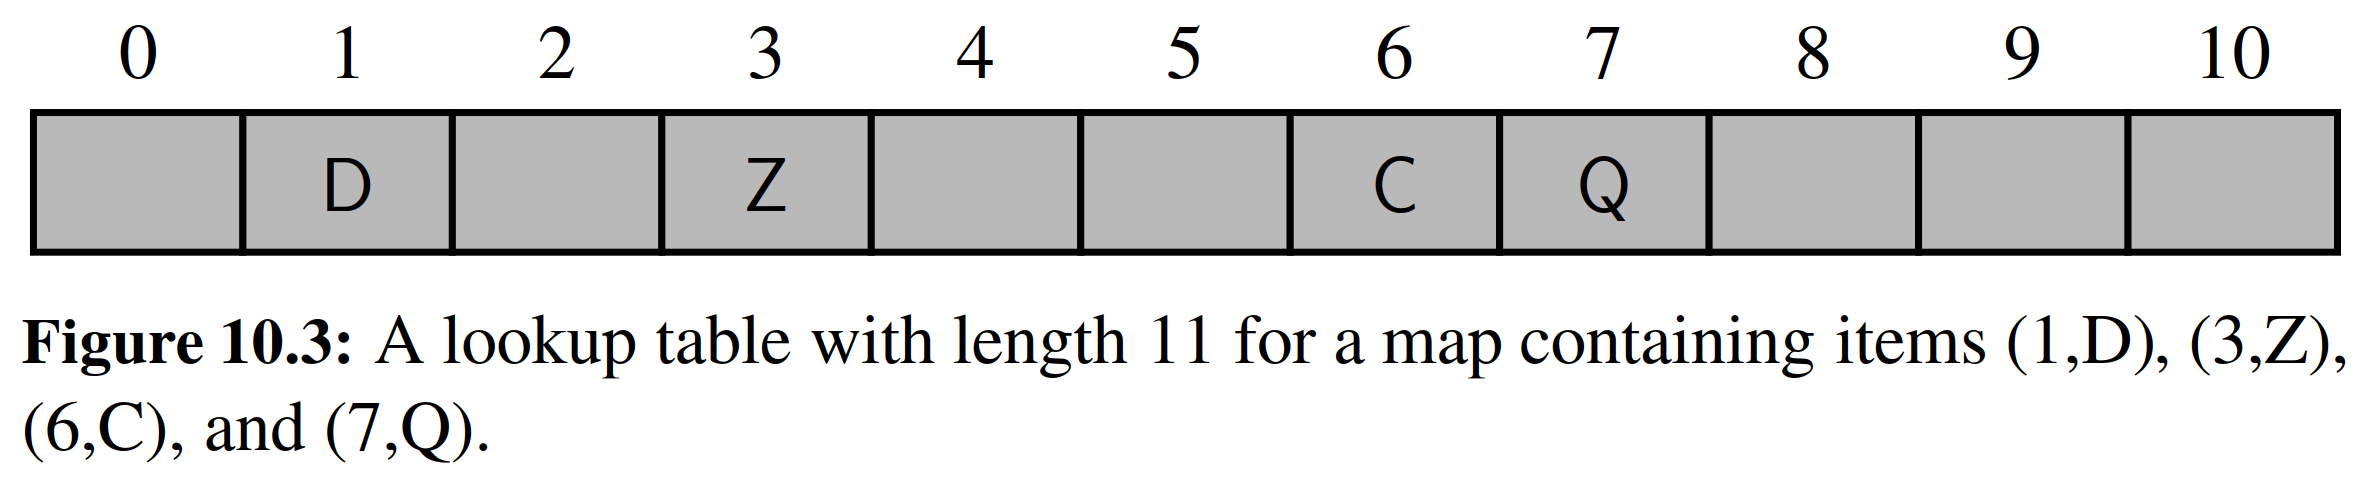 0 1 2 3 4 5 6 7 8 9 10
D Z C Q
Figure 10.3: A lookup table with length 11 for a map containing items (1,D), (3,Z),
(6,C), and (7,Q).